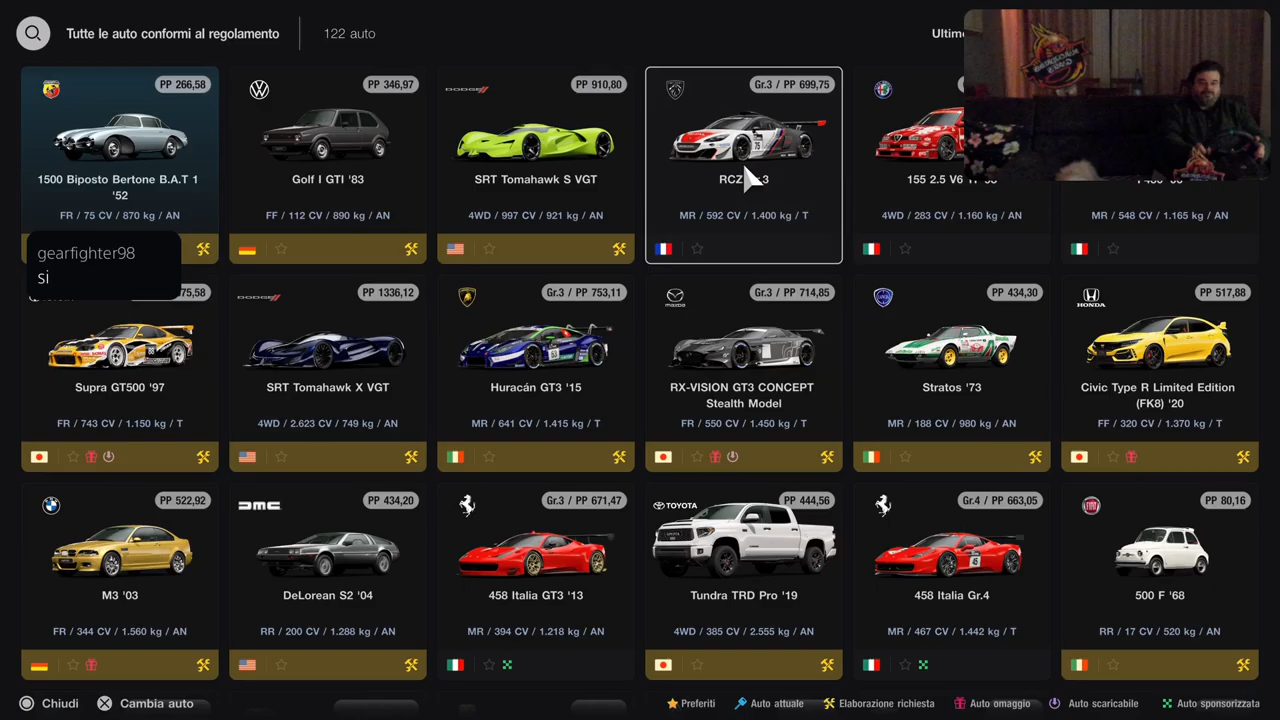 Tutte le auto conformi al regolamento
122 auto
Ultime
PP 266,58
1500 Biposto Bertone B.A.T 1
'52
FR / 75 CV / 870 kg / AN
PP 346,97
Golf I GTI '83
FF / 112 CV / 890 kg / AN
PP 910,80
SRT Tomahawk S VGT
4WD / 997 CV / 921 kg / AN
Gr.3 / PP 699,75
MR / 592 CV / 1.400 kg / T
155 2.5 V6
4WD / 283 CV / 1.160 kg / AN
MR / 548 CV / 1.165 kg / AN
gearfighter98
si
Supra GT500 '97
FR / 743 CV / 1.150 kg / T
DODGE
PP 1336,12
SRT Tomahawk X VGT
4WD / 2.623 CV / 749 kg / AN
Gr.3 / PP 753,11
Huracán GT3 '15
MR / 641 CV / 1.415 kg / T
mazda
Gr.3 / PP 714,85
RX-VISION GT3 CONCEPT
Stealth Model
FR / 550 CV / 1.450 kg / T
PP 434,30
Stratos '73
MR / 188 CV / 980 kg / AN
HONDA
PP 517,88
Civic Type R Limited Edition
(FK8) '20
FF / 320 CV / 1.370 kg / T
PP 522,92
M3 '03
FR / 344 CV / 1.560 kg / AN
DMC
PP 434,20
DeLorean S2 '04
RR / 200 CV / 1.288 kg / AN
Gr.3 / PP 671,47
458 Italia GT3 '13
MR / 394 CV / 1.218 kg / AN
TOYOTA
PP 444,56
Tundra TRD Pro '19
4WD / 385 CV / 2.555 kg / AN
Gr.4 / PP 663,05
458 Italia Gr.4
MR / 467 CV / 1.442 kg / T
FIAT
PP 80,16
500 F '68
RR / 17 CV / 520 kg / AN
Chiudi
Cambia auto
Preferiti
Auto attuale
Elaborazione richiesta
Auto omaggio
Auto scaricabile
Auto sponsorizzata